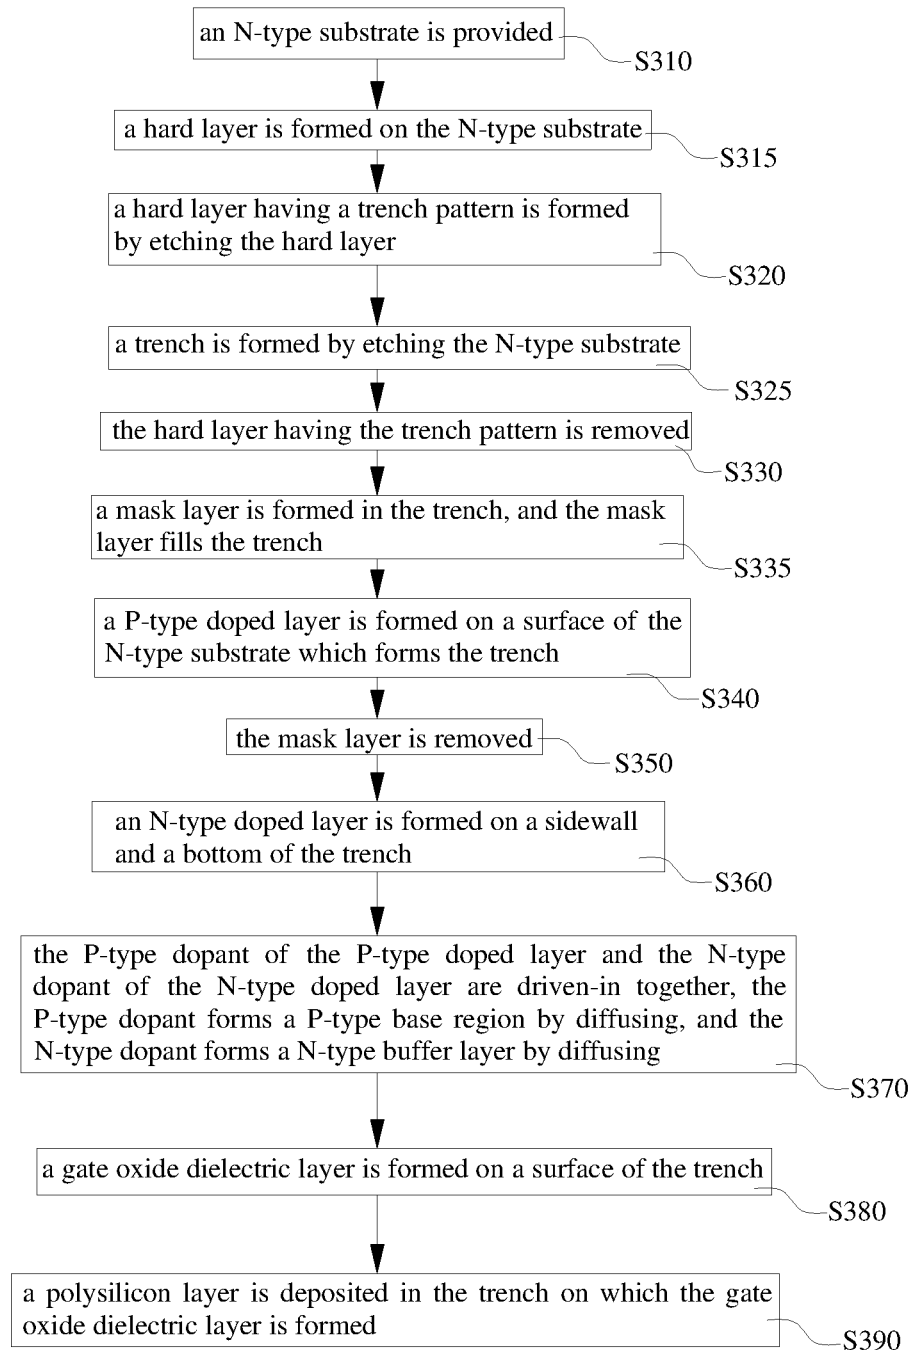 an N-type substrate is provided
S310
a hard layer is formed on the N-type substrate
S315
a hard layer having a trench pattern is formed
by etching the hard layer
S320
a trench is formed by etching the N-type substrate
S325
the hard layer having the trench pattern is removed
S330
a mask layer is formed in the trench, and the mask
layer fills the trench
S335
a P-type doped layer is formed on a surface of the
N-type substrate which forms the trench
S340
the mask layer is removed
S350
an N-type doped layer is formed on a sidewall
and a bottom of the trench
S360
the P-type dopant of the P-type doped layer and the N-type
dopant of the N-type doped layer are driven-in together, the
P-type dopant forms a P-type base region by diffusing, and the
N-type dopant forms a N-type buffer layer by diffusing
S370
a gate oxide dielectric layer is formed on a surface of the trench
S380
a polysilicon layer is deposited in the trench on which the gate
oxide dielectric layer is formed
S390